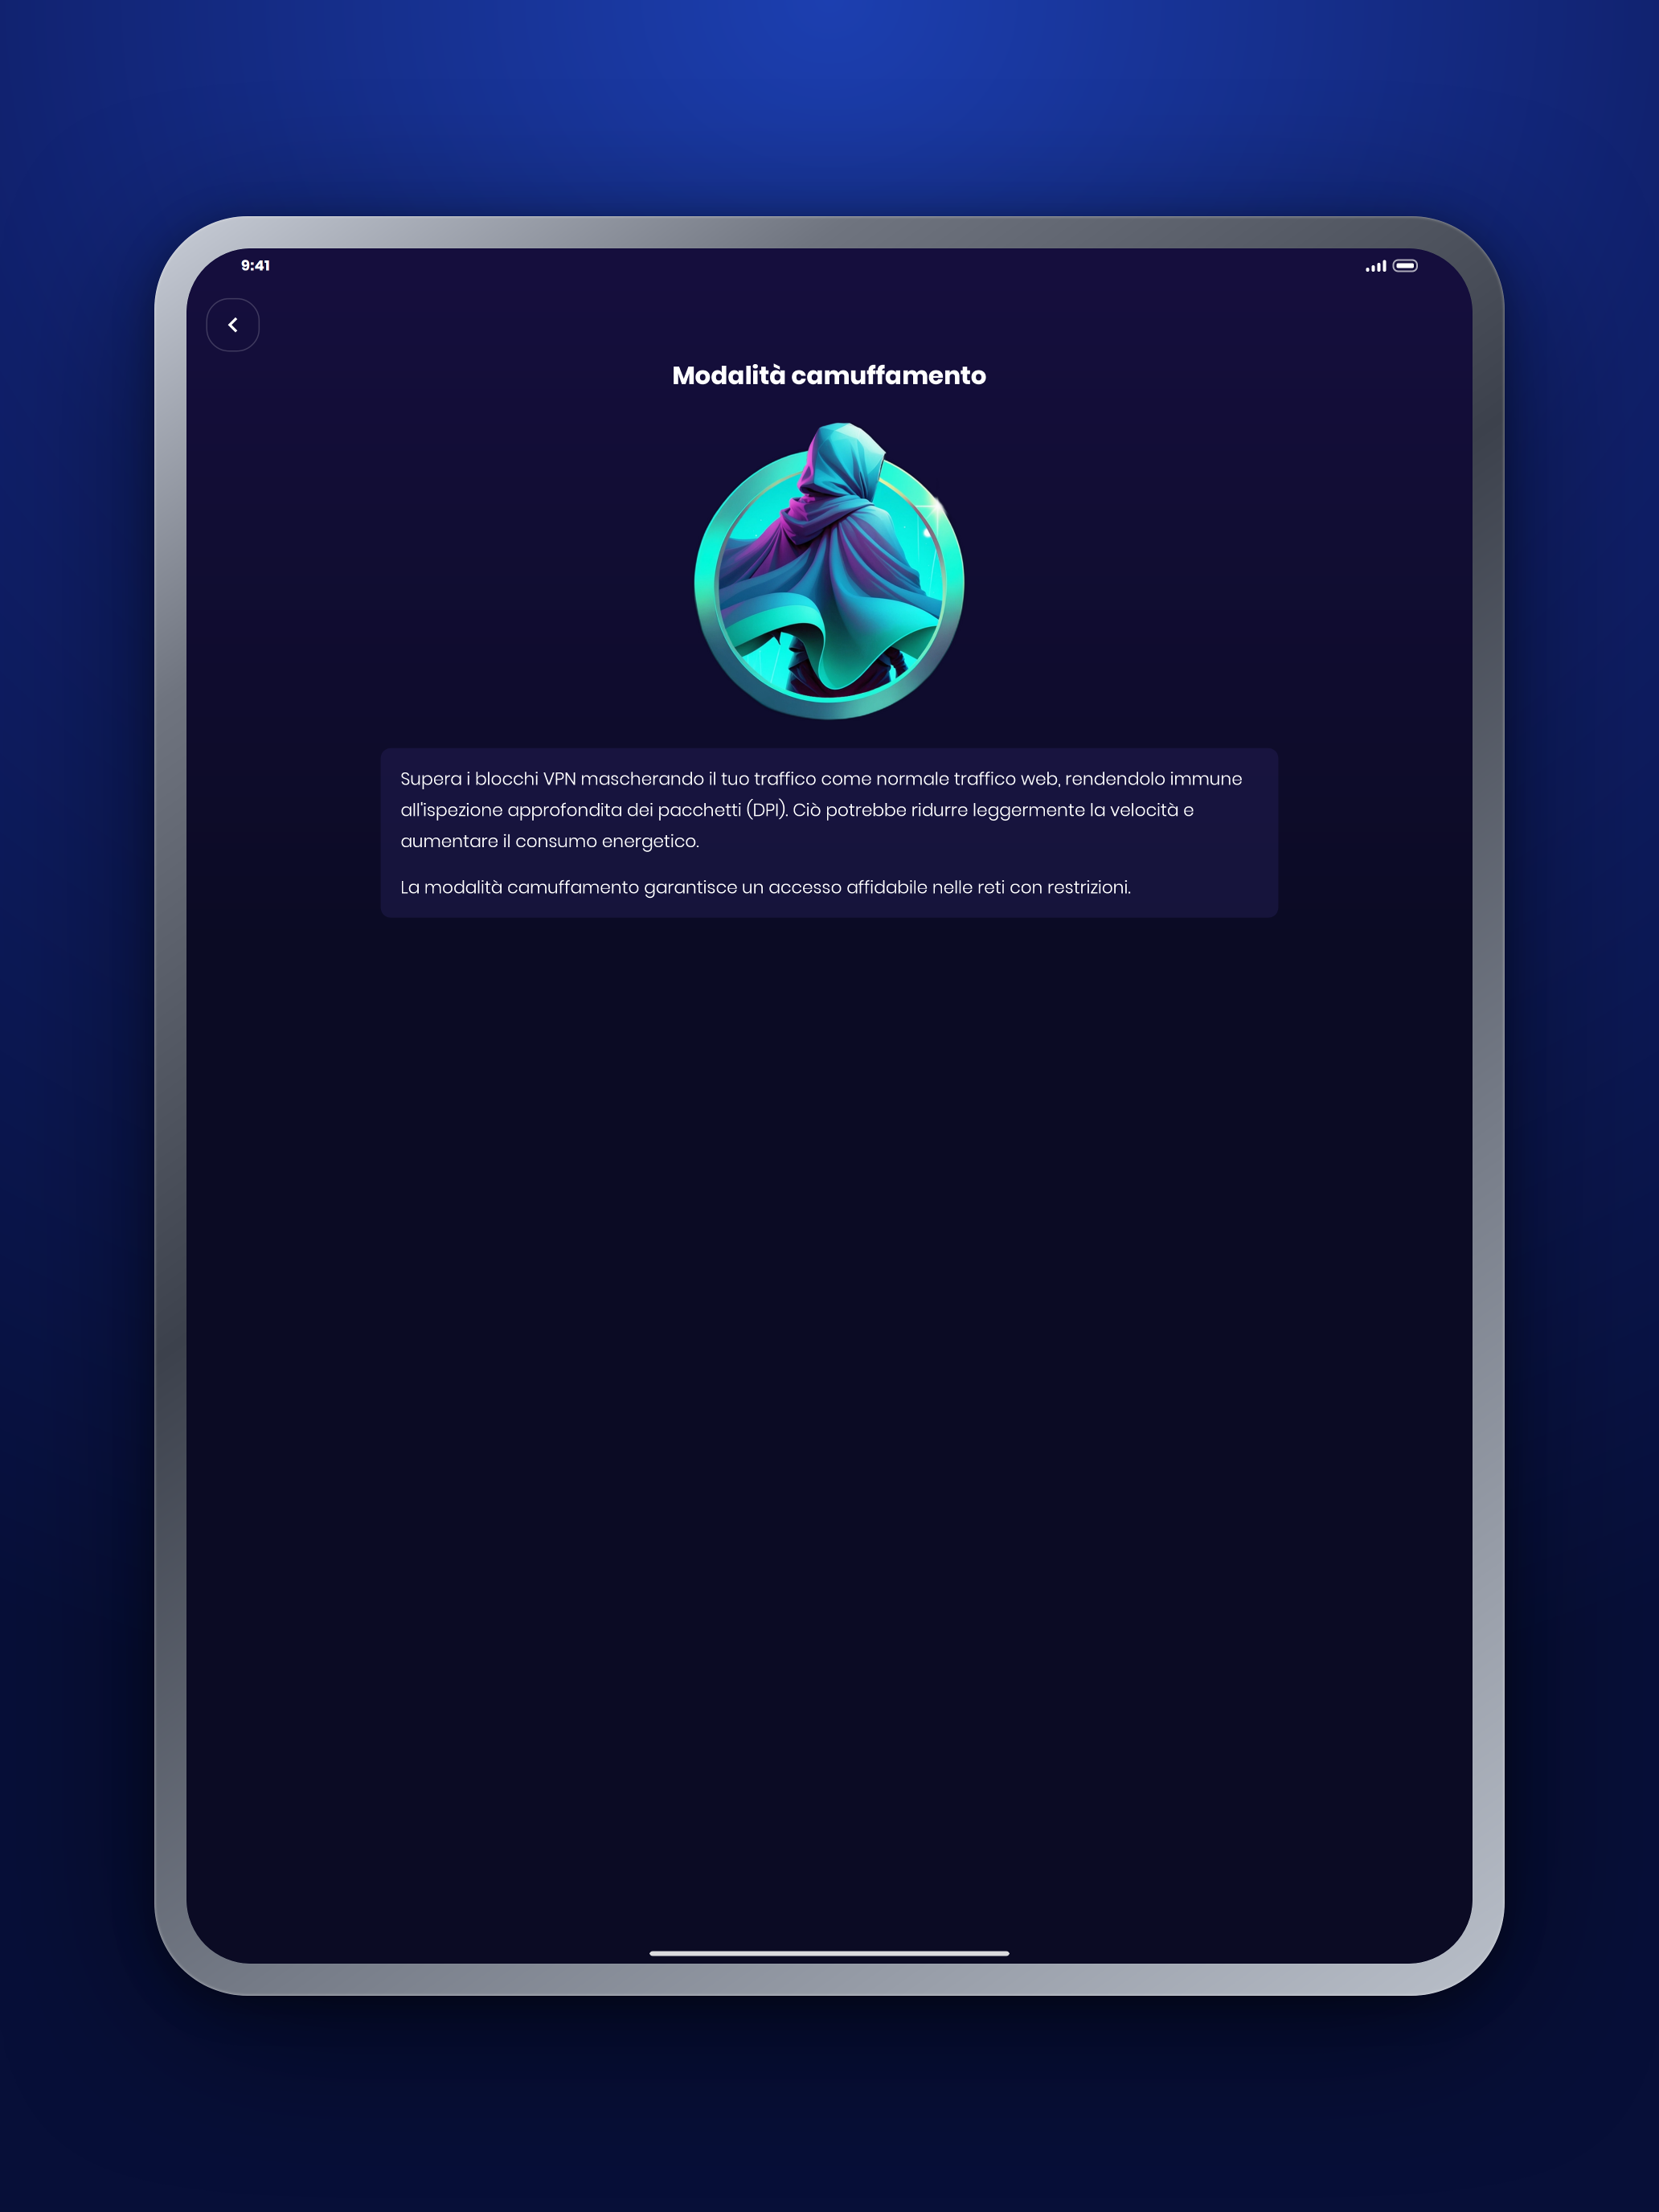 9:41
Modalità camuffamento
Supera i blocchi VPN mascherando il tuo traffico come normale traffico web, rendendolo immune
all'ispezione approfondita dei pacchetti (DPI). Ciò potrebbe ridurre leggermente la velocità e
aumentare il consumo energetico.
La modalità camuffamento garantisce un accesso affidabile nelle reti con restrizioni.